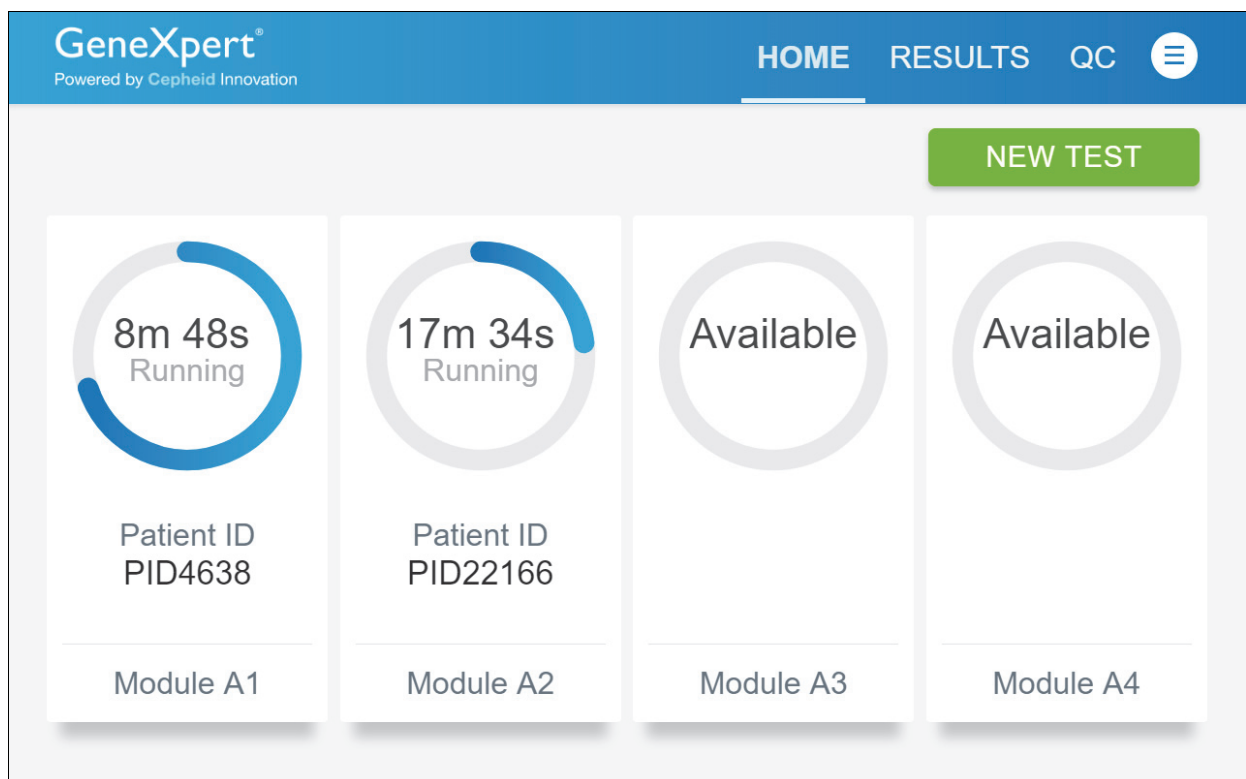 GeneXpert®
Powered by Cepheid Innovation
HOME RESULTS QC
NEW TEST
8m 48s
Running
Patient ID
PID4638
Module A1
17m 34s
Running
Patient ID
PID22166
Module A2
Available
Module A3
Available
Module A4